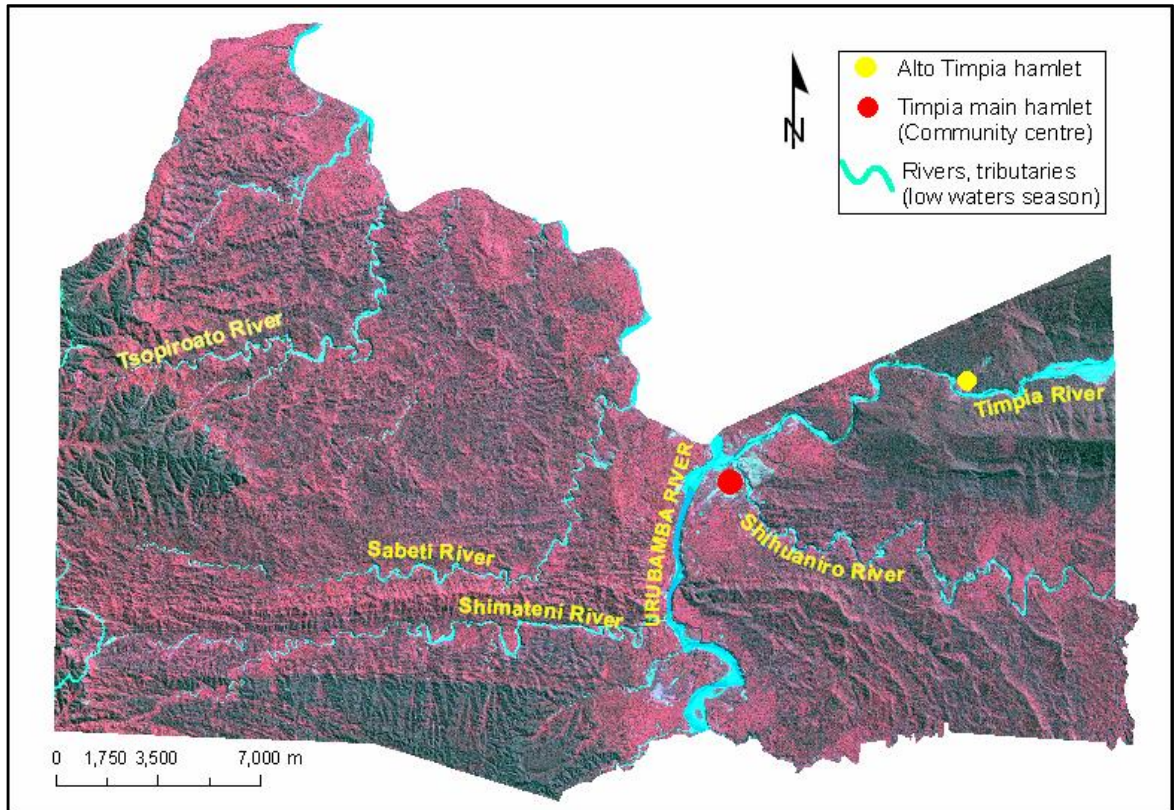 Alto Timpia hamlet
Timpia main hamlet
(Community centre)
Rivers, tributaries
(low waters season)
N
Tsopiroato River
Timpia River
URUBAMBA RIVER
Shihuaniro River
Sabeti River
Shimateni River
0 1,750 3,500 7,000 m